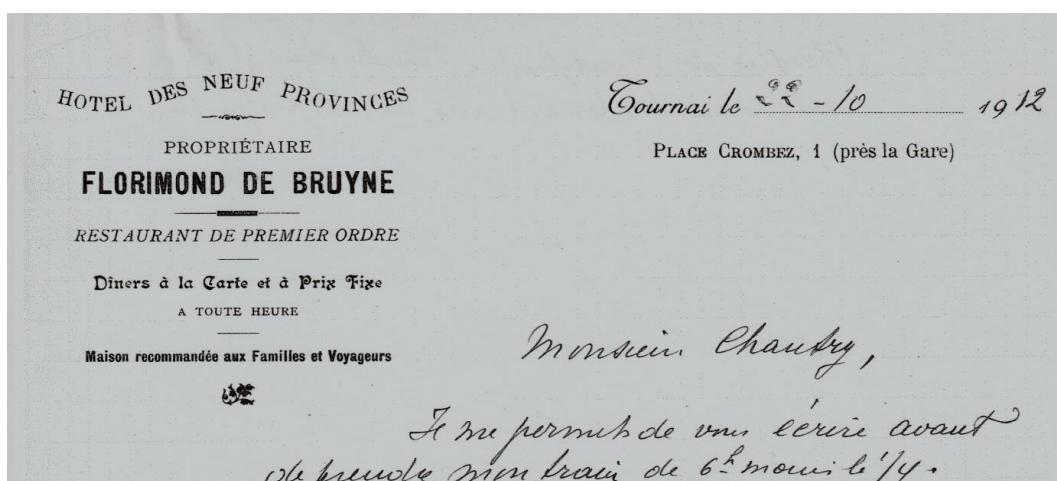 HOTEL DES NEUF PROVINCES
PROPRIÉTAIRE
FLORIMOND DE BRUYNE
RESTAURANT DE PREMIER ORDRE
Dîners à la Carte et à Prix Fixe
A TOUTE HEURE
Maison recommandée aux Familles et Voyageurs
Tournai le 22 - 10 1912
PLACE CROMBEZ, 1 (près la Gare)
Monsieur Chautry,
Je me permets de vous écrire avant
de prendre mon train de 6h moins le 1/4.